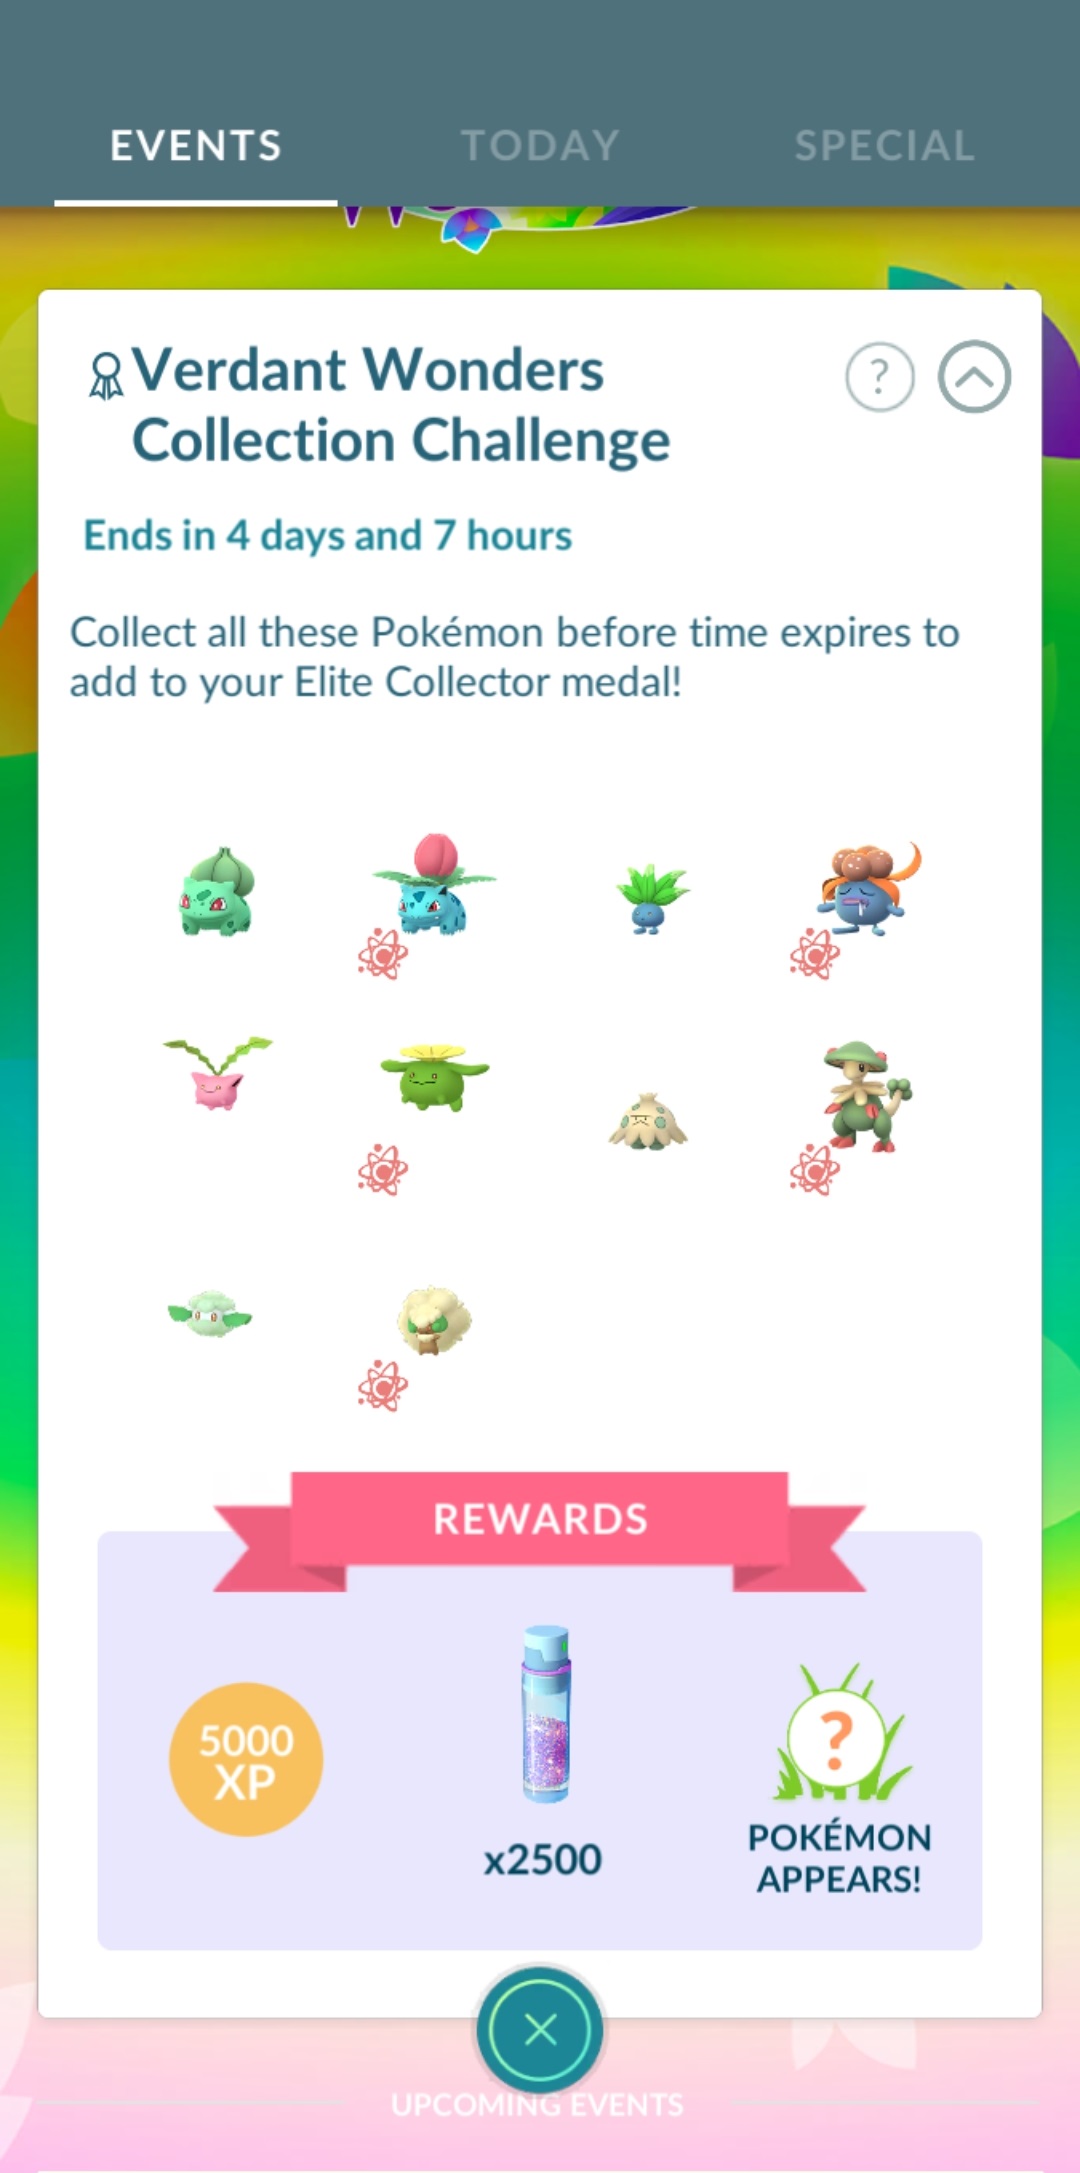 EVENTS TODAY SPECIAL
Verdant Wonders
Collection Challenge
?
Ends in 4 days and 7 hours
Collect all these Pokémon before time expires to
add to your Elite Collector medal!
REWARDS
5000
XP
x2500
?
POKÉMON
APPEARS!
UPCOMING EVENTS